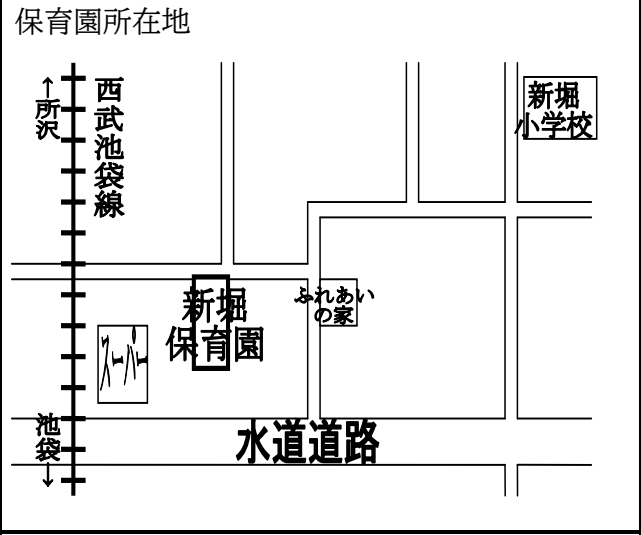 保育園所在地
↑所沢
西武池袋線
新堀
小学校
新堀
保育園
ふれあい
の家
スーパー
池袋↓
水道道路